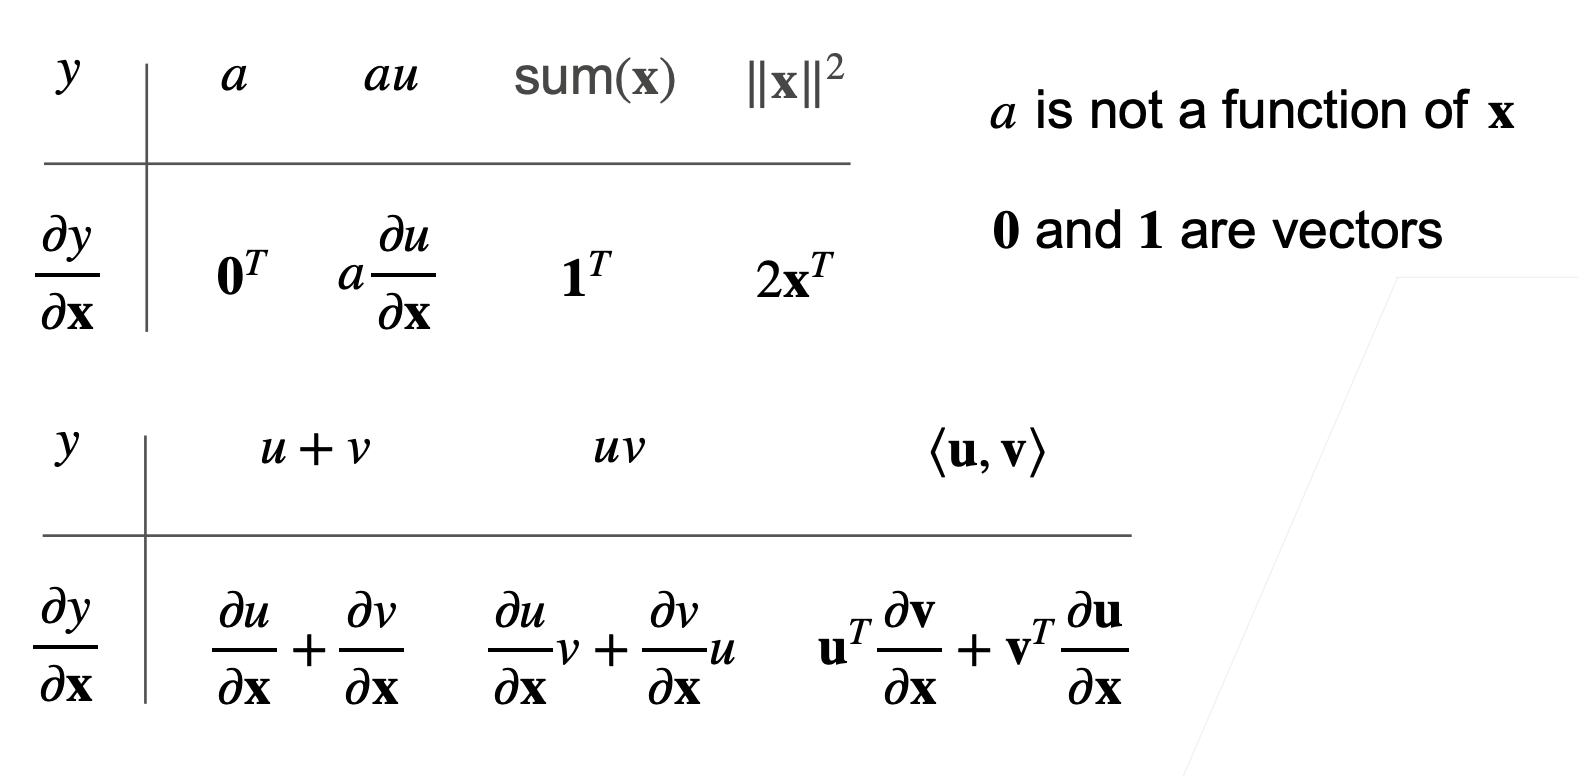 y a au sum(𝐱) ‖𝐱‖²
a is not a function of 𝐱
∂y/∂𝐱 𝟎ᵀ a ∂u/∂𝐱 𝟏ᵀ 2𝐱ᵀ
𝟎 and 𝟏 are vectors
y u + v uv ⟨𝐮, 𝐯⟩
∂y/∂𝐱 ∂u/∂𝐱 + ∂v/∂𝐱 ∂u/∂𝐱 v + ∂v/∂𝐱 u 𝐮ᵀ ∂𝐯/∂𝐱 + 𝐯ᵀ ∂𝐮/∂𝐱